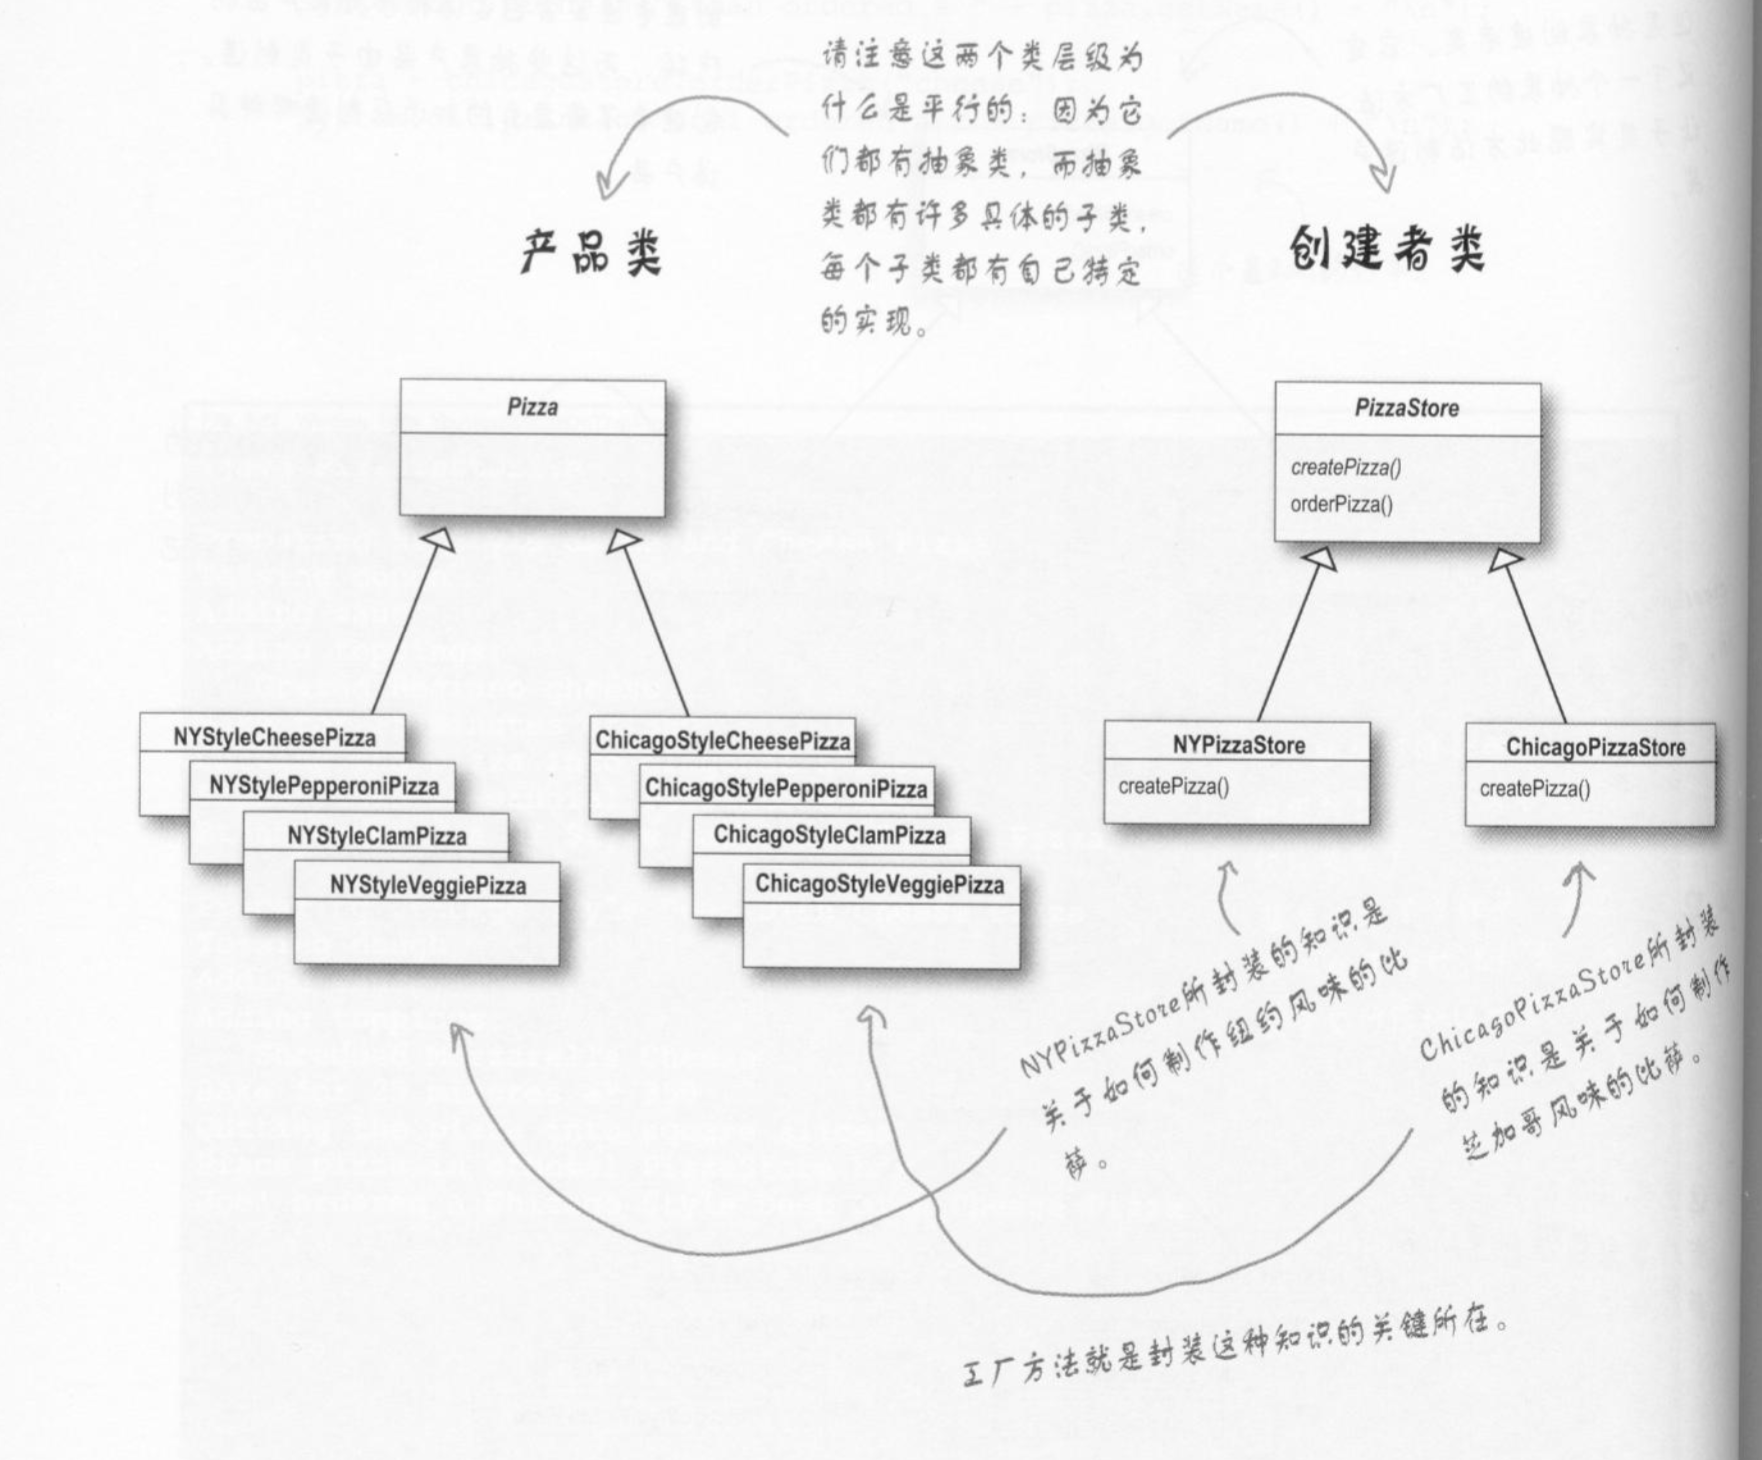 请注意这两个类层级为
什么是平行的：因为它
们都有抽象类，而抽象
类都有许多具体的子类，
每个子类都有自己特定
的实现。
产品类
创建者类
Pizza
PizzaStore
createPizza()
orderPizza()
NYStyleCheesePizza
NYStylePepperoniPizza
NYStyleClamPizza
NYStyleVeggiePizza
ChicagoStyleCheesePizza
ChicagoStylePepperoniPizza
ChicagoStyleClamPizza
ChicagoStyleVeggiePizza
NYPizzaStore
createPizza()
ChicagoPizzaStore
createPizza()
NYPizzaStore所封装的知识是
关于如何制作纽约风味的比
萨。
ChicagoPizzaStore所封装
的知识是关于如何制作
芝加哥风味的比萨。
工厂方法就是封装这种知识的关键所在。